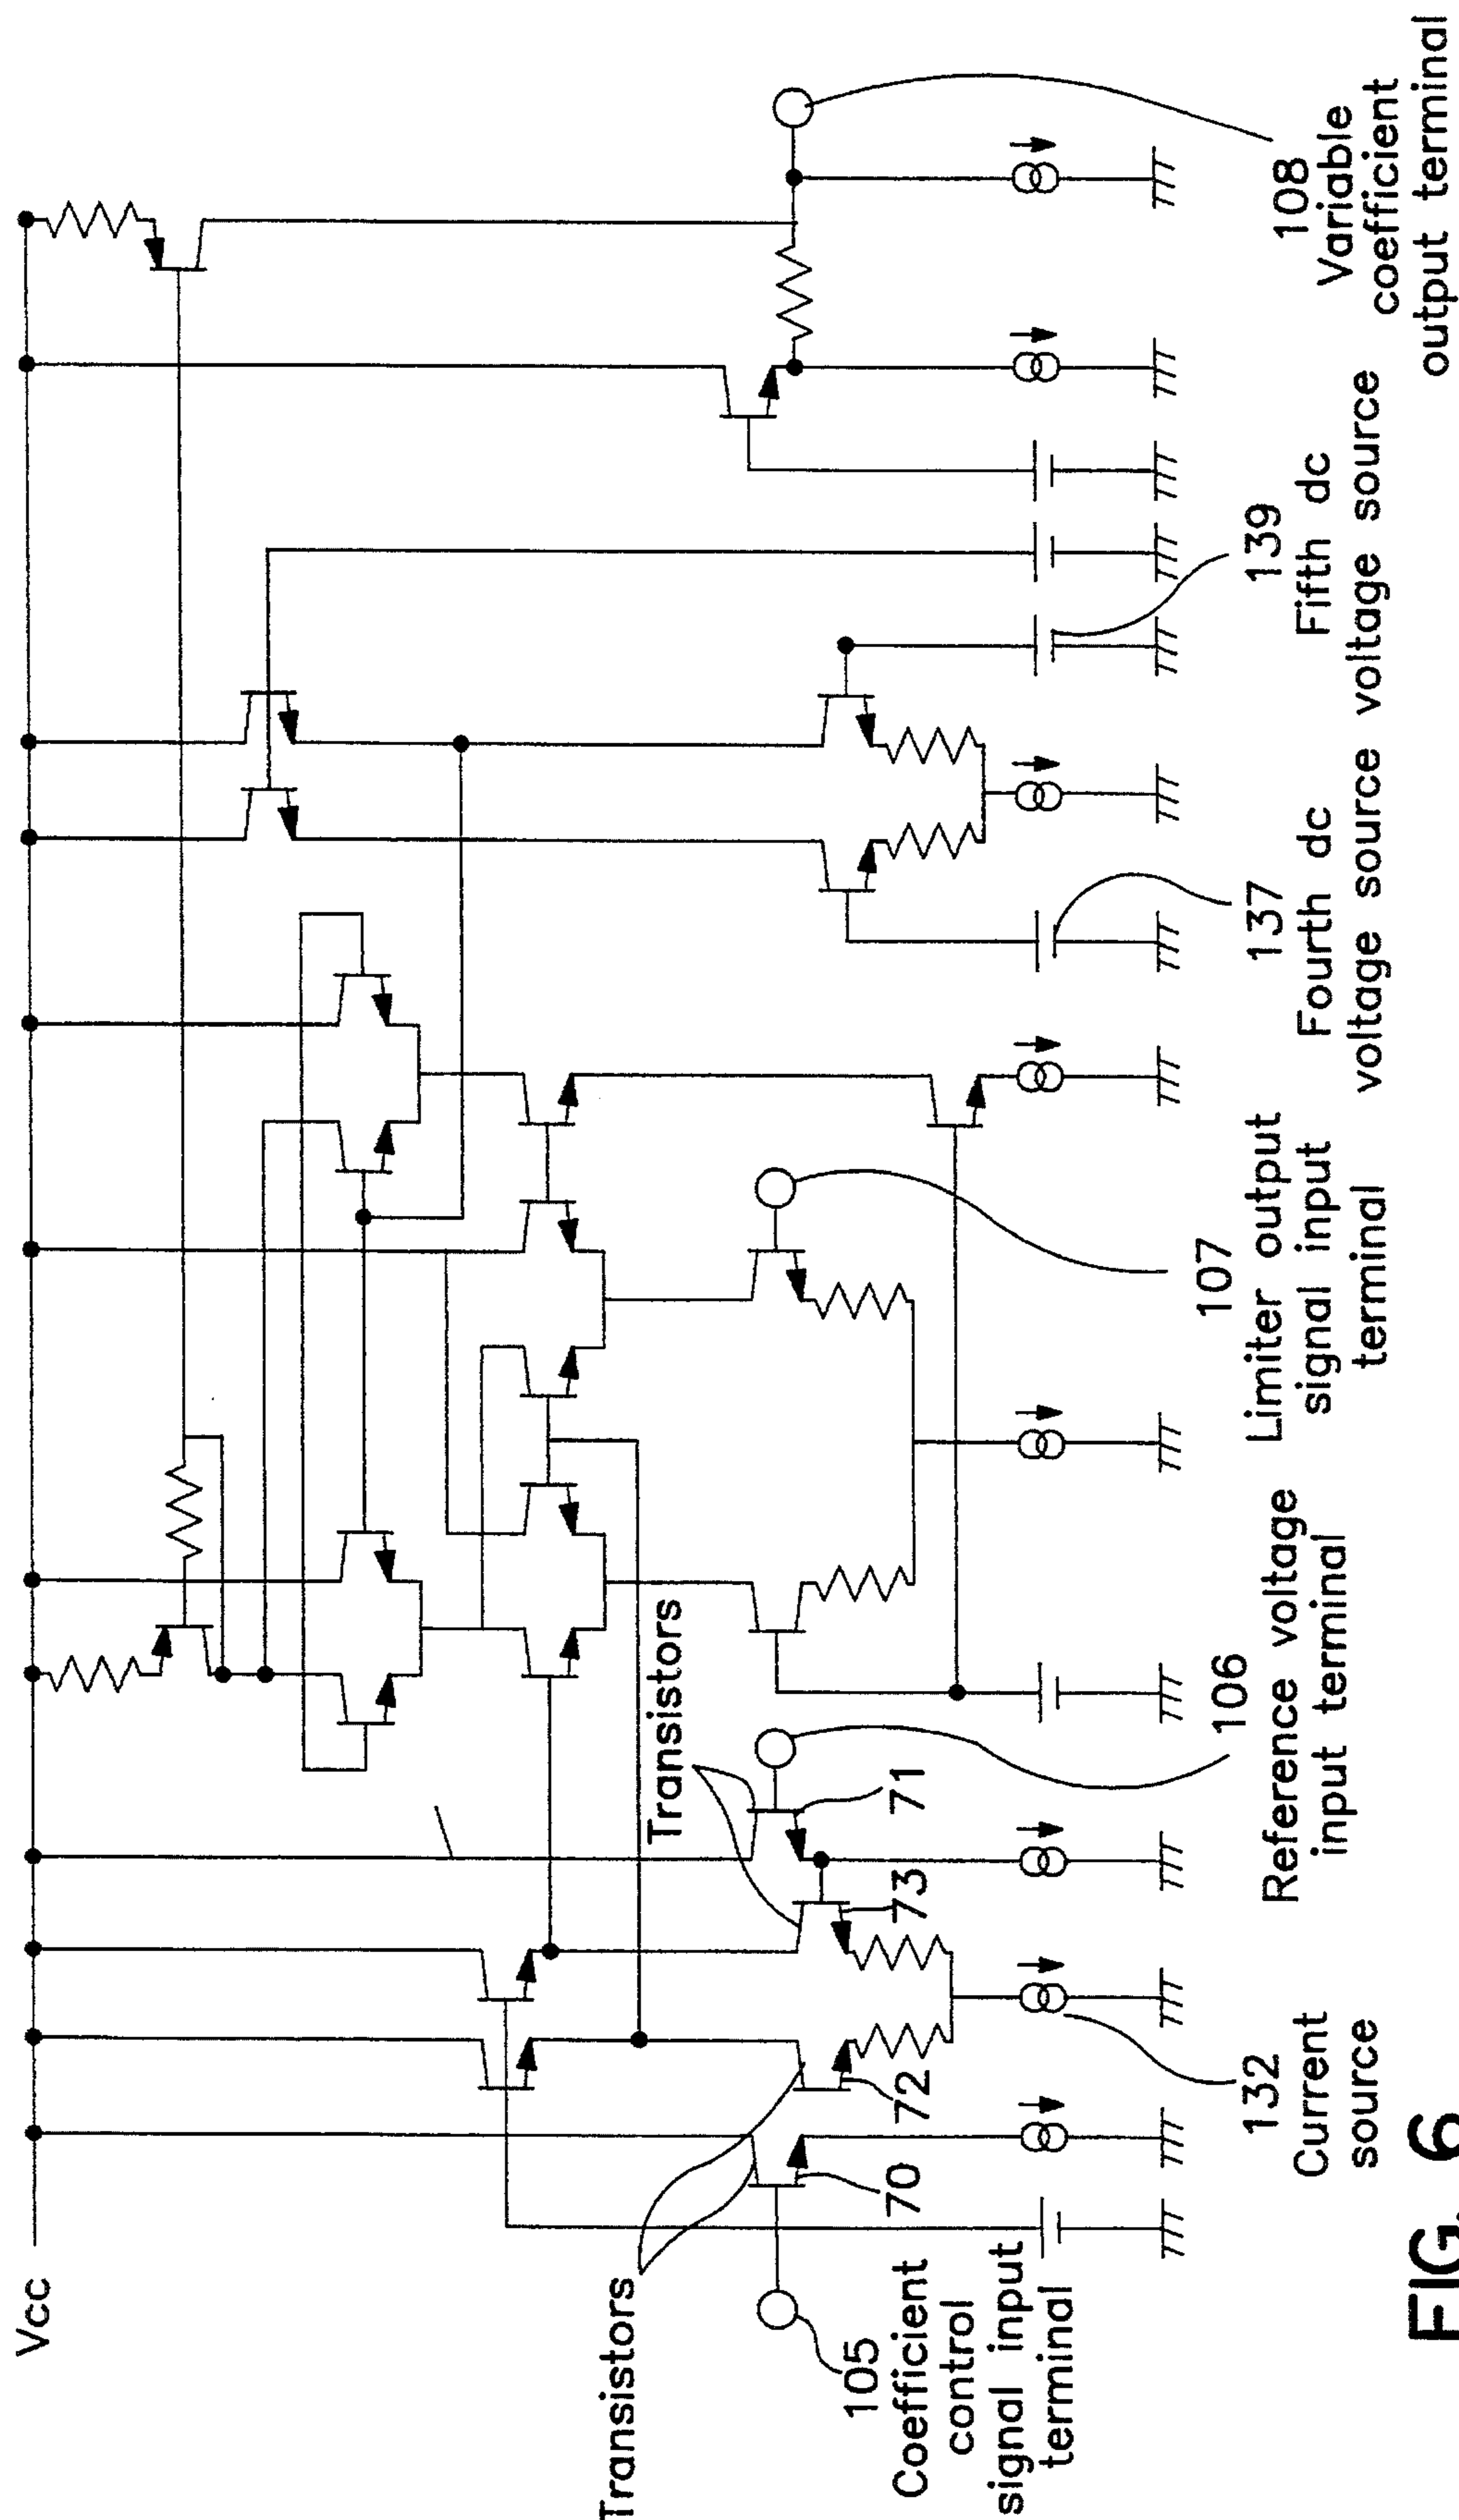 Vcc
Transistors
Transistors
105
Coefficient
control
signal input
terminal
70
72
73
71
132
Current
source
106
Reference voltage
input terminal
107
Limiter output
signal input
terminal
137
Fourth dc
voltage source
139
Fifth dc
voltage source
108
Variable
coefficient
output terminal
FIG. 6